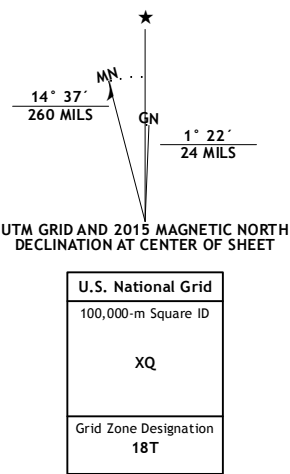 ★
MN
14° 37´
260 MILS
GN
1° 22´
24 MILS
UTM GRID AND 2015 MAGNETIC NORTH
DECLINATION AT CENTER OF SHEET
U.S. National Grid
100,000-m Square ID
XQ
Grid Zone Designation
18T